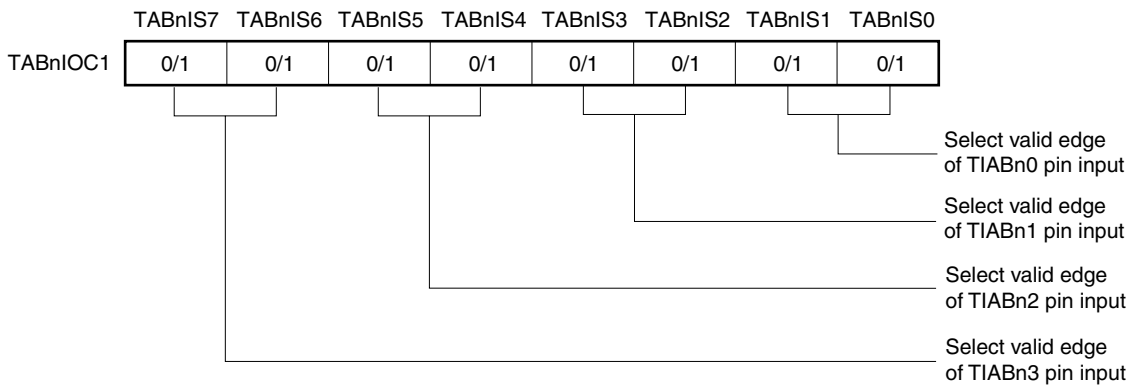 TABnIS7 TABnIS6 TABnIS5 TABnIS4 TABnIS3 TABnIS2 TABnIS1 TABnIS0
TABnIOC1 0/1 0/1 0/1 0/1 0/1 0/1 0/1 0/1
Select valid edge
of TIABn0 pin input
Select valid edge
of TIABn1 pin input
Select valid edge
of TIABn2 pin input
Select valid edge
of TIABn3 pin input